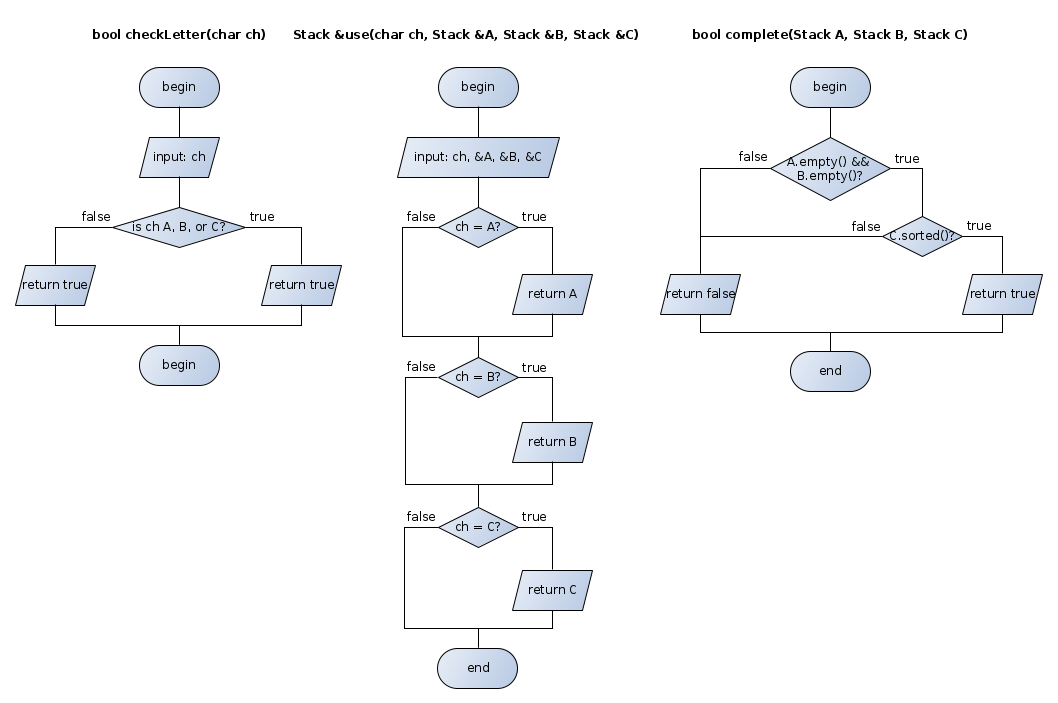 bool checkLetter(char ch)
begin
input: ch
is ch A, B, or C?
false
true
return true
return true
begin
Stack &use(char ch, Stack &A, Stack &B, Stack &C)
begin
input: ch, &A, &B, &C
ch = A?
false
true
return A
ch = B?
false
true
return B
ch = C?
false
true
return C
end
bool complete(Stack A, Stack B, Stack C)
begin
A.empty() &&
B.empty()?
false
true
C.sorted()?
false
true
return false
return true
end